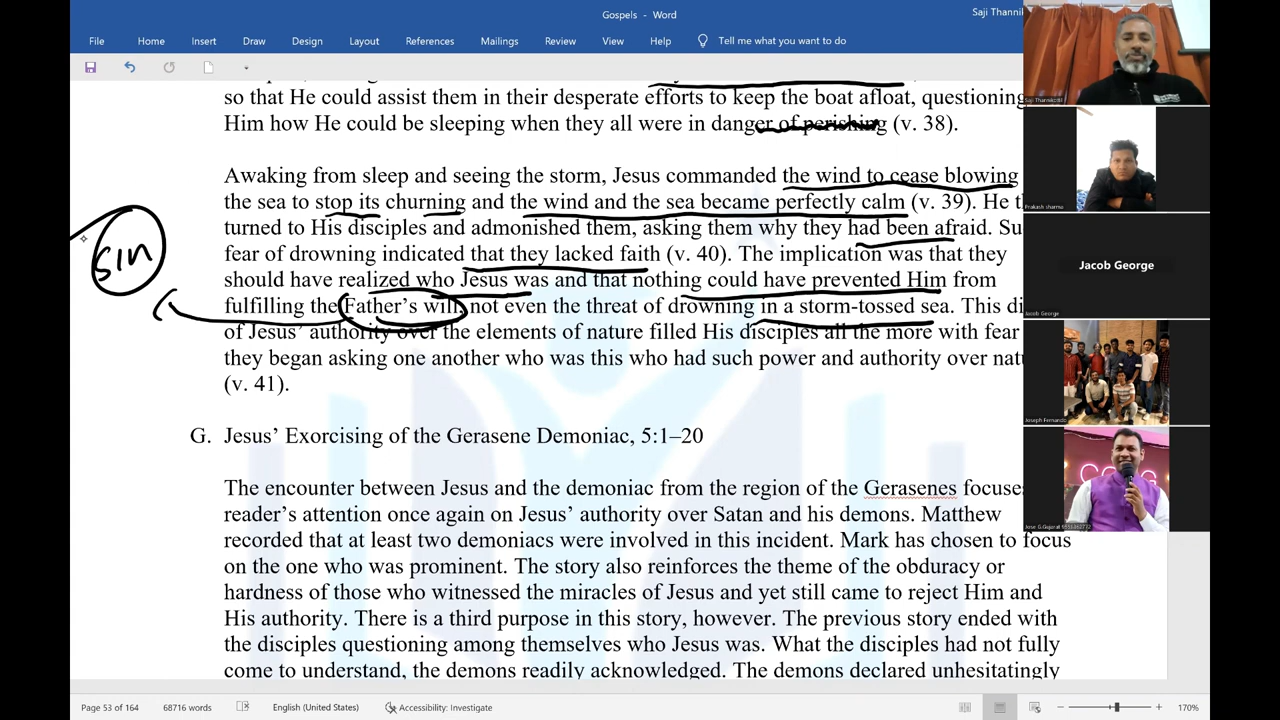 Gospels - Word
Saji Thannik
File Home Insert Draw Design Layout References Mailings Review View Help Tell me what you want to do
so that He could assist them in their desperate efforts to keep the boat afloat, questioning
Him how He could be sleeping when they all were in danger of perishing (v. 38).
Awaking from sleep and seeing the storm, Jesus commanded the wind to cease blowing
the sea to stop its churning and the wind and the sea became perfectly calm (v. 39). He t
turned to His disciples and admonished them, asking them why they had been afraid. Su
fear of drowning indicated that they lacked faith (v. 40). The implication was that they
should have realized who Jesus was and that nothing could have prevented Him from
fulfilling the Father's will, not even the threat of drowning in a storm-tossed sea. This di
of Jesus' authority over the elements of nature filled His disciples all the more with fear
they began asking one another who was this who had such power and authority over natu
(v. 41).
sin
G. Jesus' Exorcising of the Gerasene Demoniac, 5:1–20
The encounter between Jesus and the demoniac from the region of the Gerasenes focuses
reader's attention once again on Jesus' authority over Satan and his demons. Matthew
recorded that at least two demoniacs were involved in this incident. Mark has chosen to focus
on the one who was prominent. The story also reinforces the theme of the obduracy or
hardness of those who witnessed the miracles of Jesus and yet still came to reject Him and
His authority. There is a third purpose in this story, however. The previous story ended with
the disciples questioning among themselves who Jesus was. What the disciples had not fully
come to understand, the demons readily acknowledged. The demons declared unhesitatingly
Prakash sharma
Jacob George
Jacob George
Joseph Fernando
Page 53 of 164 68716 words English (United States) Accessibility: Investigate 170%